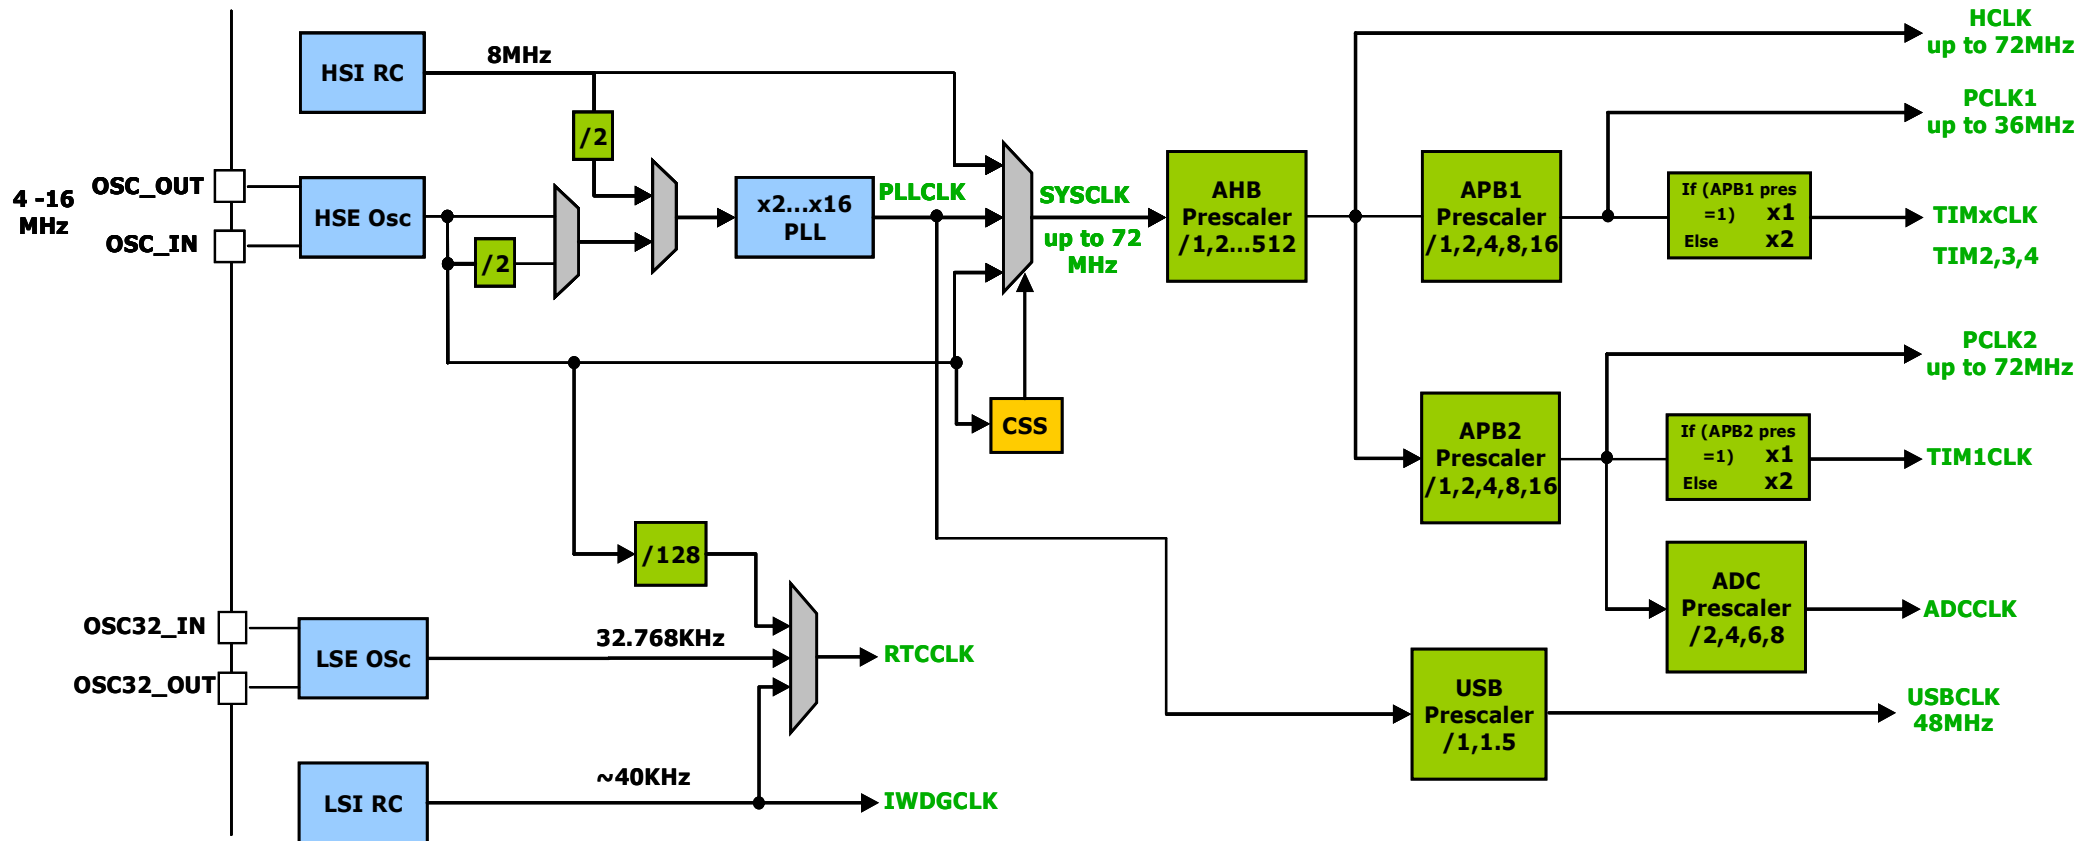 HCLK
up to 72MHz
8MHz
HSI RC
PCLK1
up to 36MHz
/2
4 -16
MHz
OSC_OUT
OSC_IN
HSE Osc
/2
x2...x16
PLL
PLLCLK
SYSCLK
up to 72
MHz
AHB
Prescaler
/1,2...512
APB1
Prescaler
/1,2,4,8,16
If (APB1 pres
=1) x1
Else x2
TIMxCLK
TIM2,3,4
PCLK2
up to 72MHz
CSS
APB2
Prescaler
/1,2,4,8,16
If (APB2 pres
=1) x1
Else x2
TIM1CLK
/128
ADC
Prescaler
/2,4,6,8
ADCCLK
OSC32_IN
OSC32_OUT
LSE OSc
32.768KHz
RTCCLK
USB
Prescaler
/1,1.5
USBCLK
48MHz
LSI RC
~40KHz
IWDGCLK